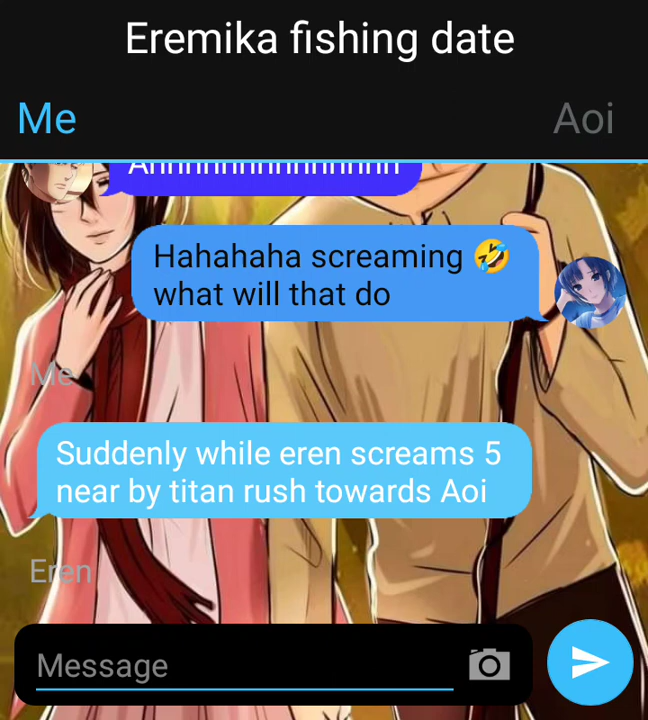 Eremika fishing date
Me
Aoi
Hahahaha screaming 🤣
what will that do
Me
Suddenly while eren screams 5
near by titan rush towards Aoi
Eren
Message